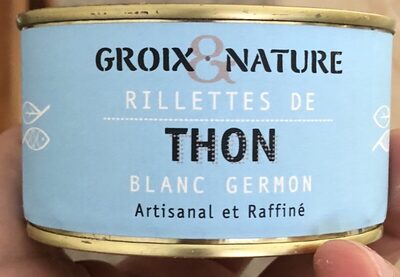 GROIX & NATURE
RILLETTES DE
THON
BLANC GERMON
Artisanal et Raffiné